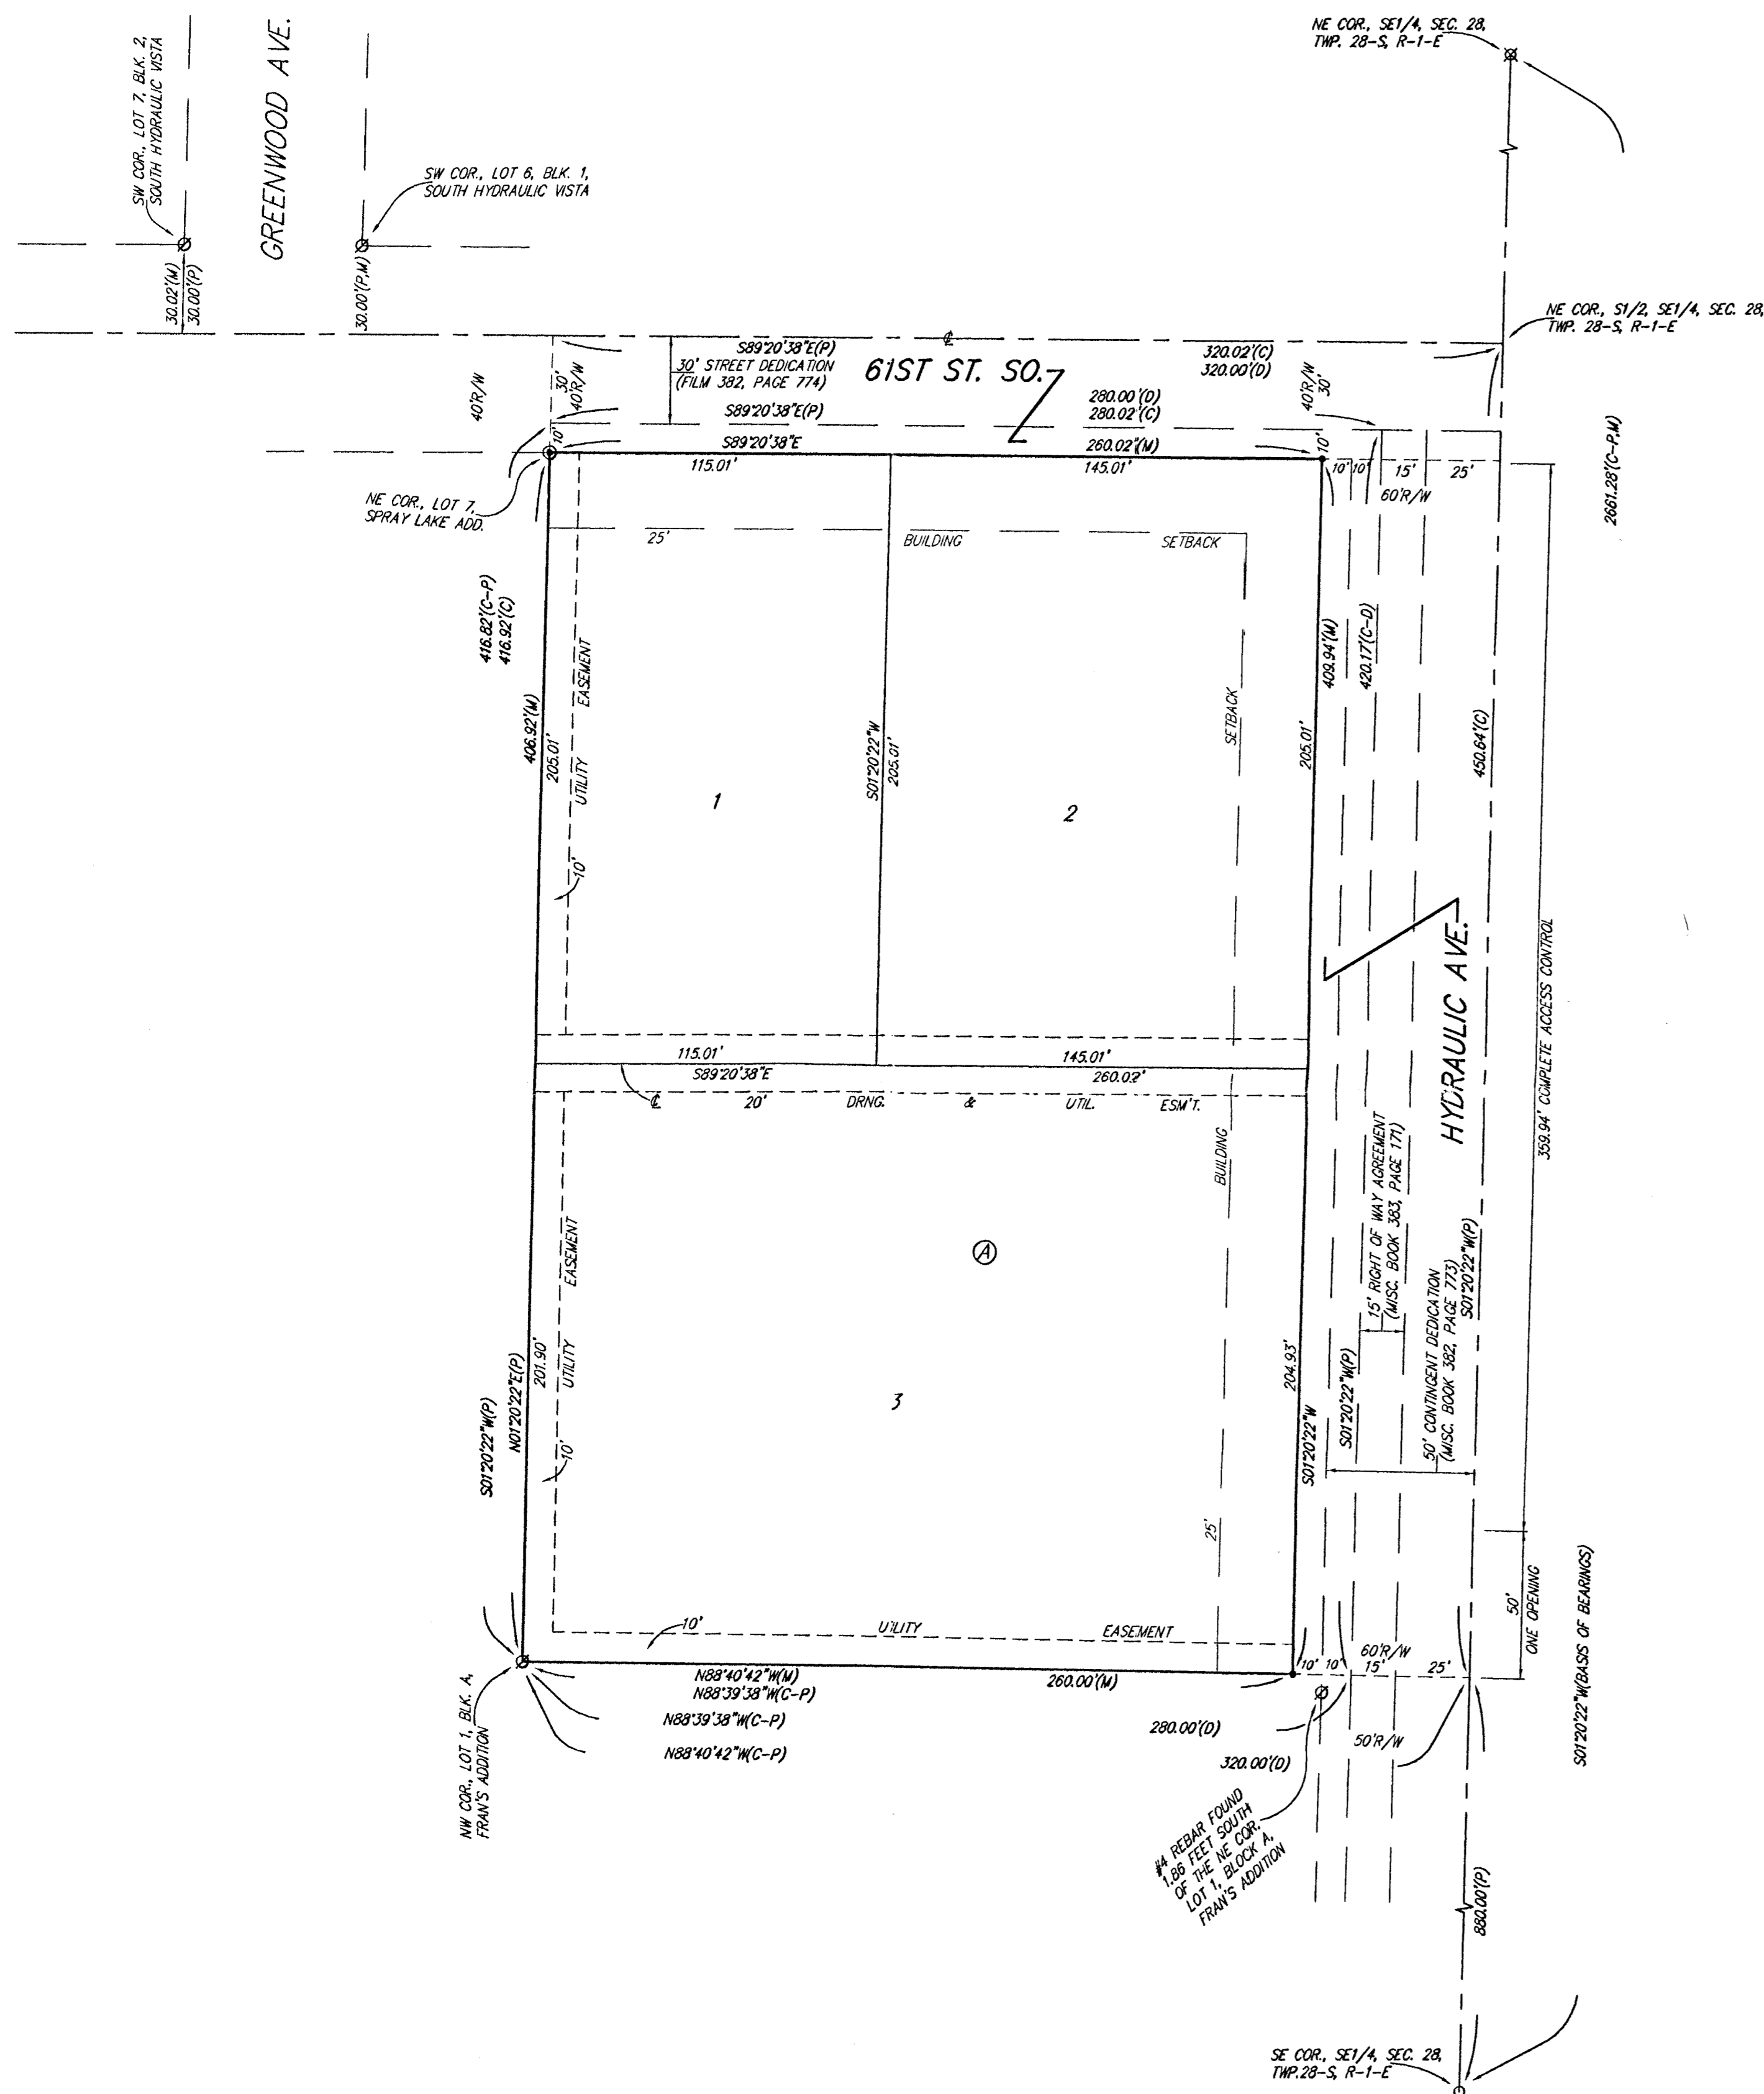 NE COR., SE1/4, SEC. 28,
TWP. 28-S, R-1-E
SW COR., LOT 7, BLK. 2,
SOUTH HYDRAULIC VISTA
GREENWOOD AVE.
SW COR., LOT 6, BLK. 1,
SOUTH HYDRAULIC VISTA
30.02'(M)
30.00'(P)
30.00'(P,M)
NE COR., S1/2, SE1/4, SEC. 28,
TWP. 28-S, R-1-E
S89°20'38"E(P)
30' STREET DEDICATION
(FILM 382, PAGE 774)
℄
61ST ST. SO.
320.02'(C)
320.00'(D)
40'R/W
30'
40'R/W
40'R/W
30'
S89°20'38"E(P)
280.00'(D)
280.02'(C)
10'
S89°20'38"E
260.02'(M)
10'
115.01'
145.01'
10'
10'
15'
25'
60'R/W
NE COR., LOT 7,
SPRAY LAKE ADD.
2661.28'(C-P,M)
25'
BUILDING
SETBACK
416.82'(C-P)
416.92'(C)
406.92'(M)
205.01'
UTILITY
EASEMENT
10'
1
S01°20'22"W
205.01'
2
SETBACK
205.01'
409.94'(M)
420.17'(C-D)
450.64'(C)
359.94' COMPLETE ACCESS CONTROL
HYDRAULIC AVE.
115.01'
145.01'
S89°20'38"E
260.02'
℄
20'
DRNG.
&
UTIL.
ESM'T.
BUILDING
EASEMENT
UTILITY
10'
A
3
201.90'
N01°20'22"E(P)
S01°20'22"W(P)
204.93'
S01°20'22"W
S01°20'22"W(P)
15' RIGHT OF WAY AGREEMENT
(MISC. BOOK 383, PAGE 171)
50' CONTINGENT DEDICATION
(MISC. BOOK 382, PAGE 773)
S01°20'22"W(P)
25'
50'
ONE OPENING
S01°20'22"W(BASIS OF BEARINGS)
10'
UTILITY
EASEMENT
60'R/W
10'
10'
15'
25'
N88°40'42"W(M)
260.00'(M)
N88°39'38"W(C-P)
N88°39'38"W(C-P)
N88°40'42"W(C-P)
280.00'(D)
50'R/W
320.00'(D)
NW COR., LOT 1, BLK. A,
FRAN'S ADDITION
#4 REBAR FOUND
1.86 FEET SOUTH
OF THE NE COR.
LOT 1, BLOCK A,
FRAN'S ADDITION
880.00'(P)
SE COR., SE1/4, SEC. 28,
TWP.28-S, R-1-E